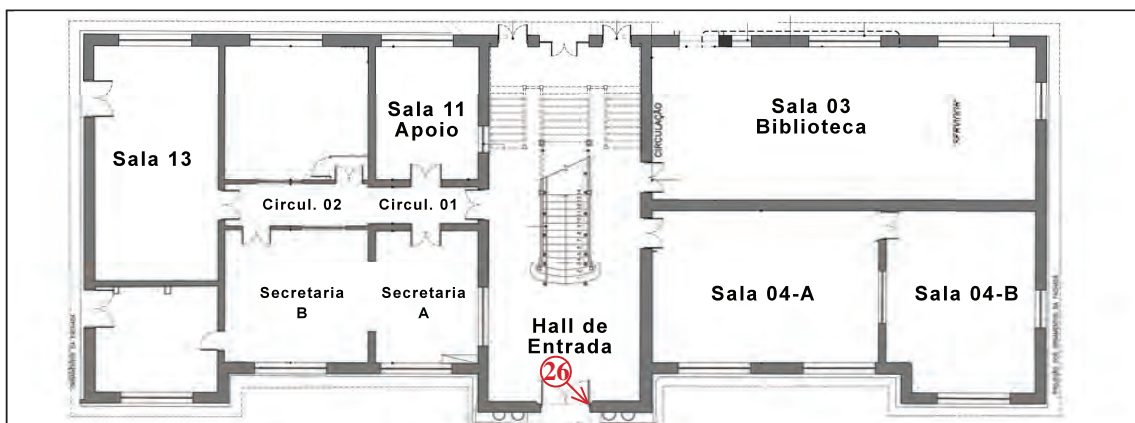 Sala 13
Sala 11
Apoio
Circul. 02
Circul. 01
Secretaria
B
Secretaria
A
Hall de
Entrada
26
CIRCULAÇÃO
Sala 03
Biblioteca
SERVIDOR
Sala 04-A
Sala 04-B